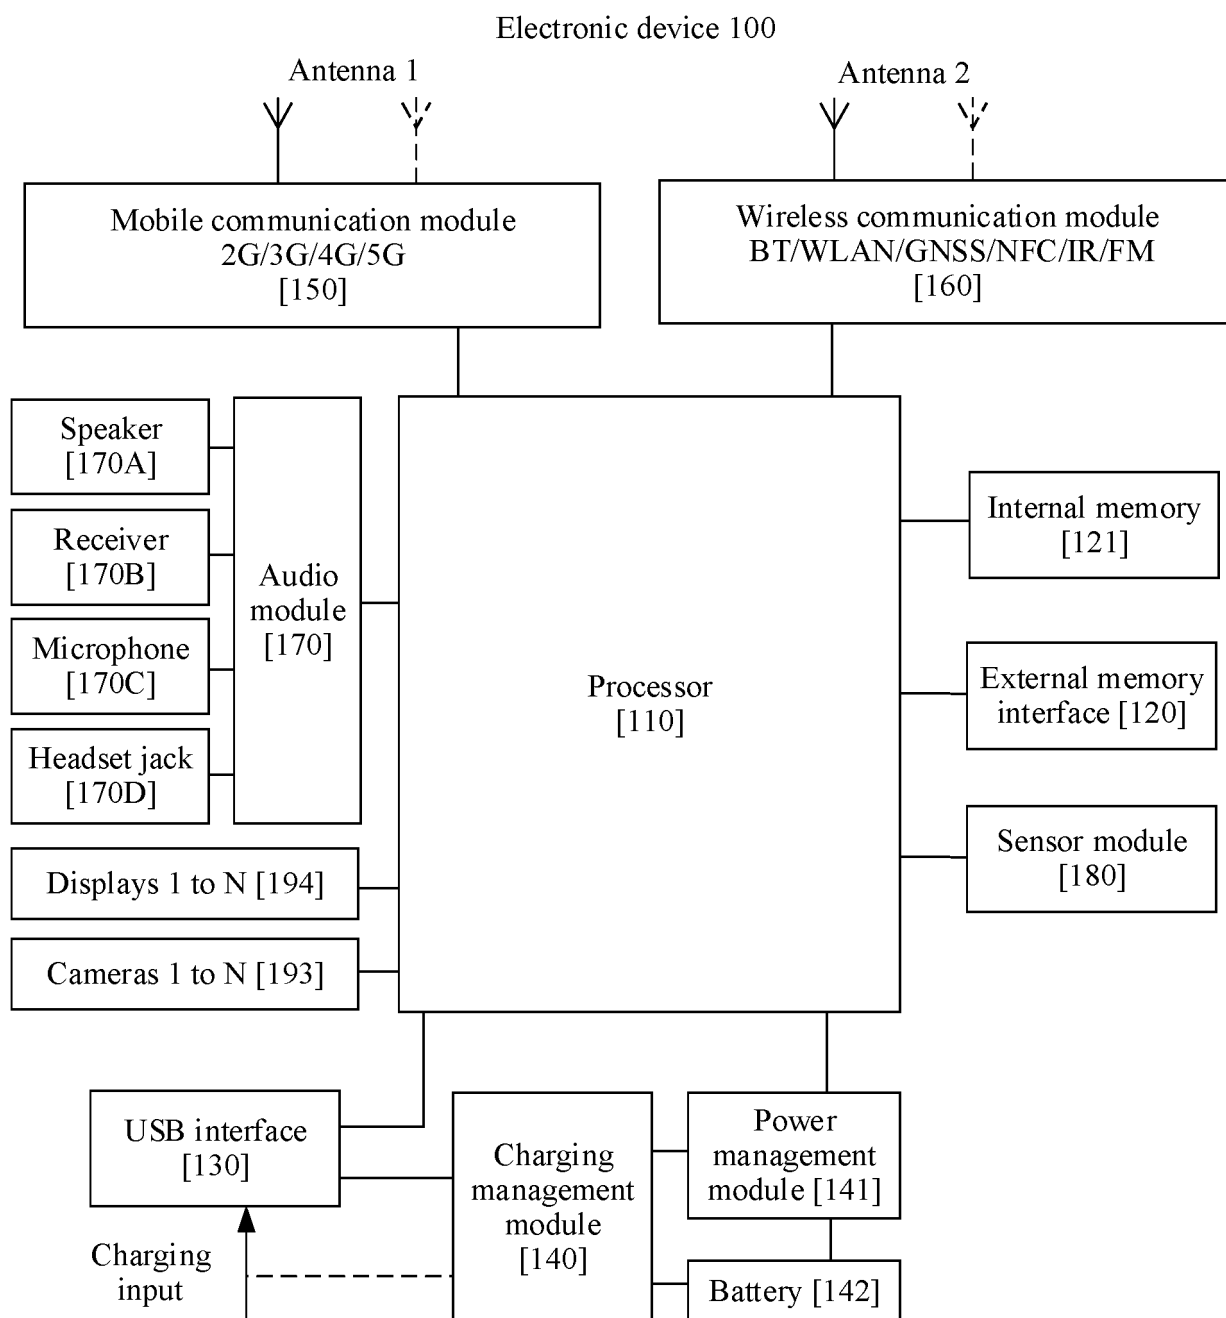 Electronic device 100
Antenna 1
Antenna 2
Mobile communication module
2G/3G/4G/5G
[150]
Wireless communication module
BT/WLAN/GNSS/NFC/IR/FM
[160]
Speaker
[170A]
Receiver
[170B]
Microphone
[170C]
Headset jack
[170D]
Audio
module
[170]
Processor
[110]
Internal memory
[121]
External memory
interface [120]
Sensor module
[180]
Displays 1 to N [194]
Cameras 1 to N [193]
USB interface
[130]
Charging
management
module
[140]
Power
management
module [141]
Charging
input
Battery [142]